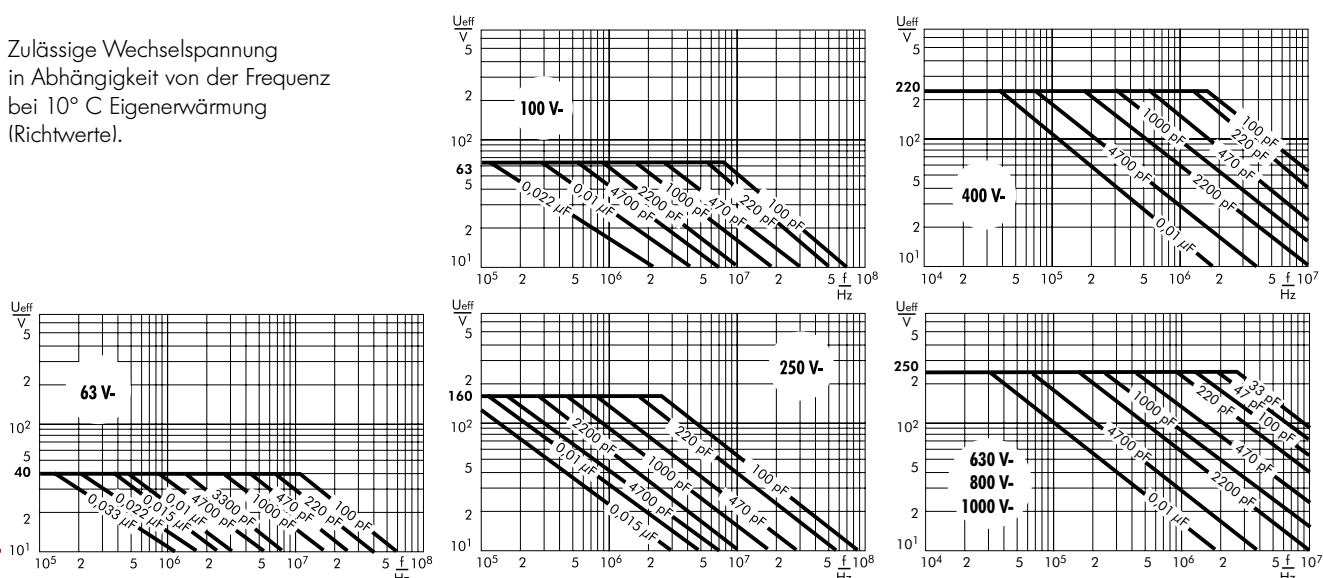 Zulässige Wechselspannung
in Abhängigkeit von der Frequenz
bei 10° C Eigenerwärmung
(Richtwerte).
Ueff
V
5
2
10²
63
5
2
10¹
100 V-
0,022 µF
0,01 µF
4700 pF
2200 pF
1000 pF
470 pF
220 pF
100 pF
10⁵ 2 5 10⁶ 2 5 10⁷ 2 5 f/Hz 10⁸
Ueff
V
5
220
2
10²
5
2
10¹
400 V-
0,01 µF
4700 pF
2200 pF
1000 pF
470 pF
220 pF
100 pF
10⁴ 2 5 10⁵ 2 5 10⁶ 2 5 f/Hz 10⁷
Ueff
V
5
2
10²
5
40
2
10¹
63 V-
0,033 µF
0,022 µF
0,015 µF
0,01 µF
4700 pF
3300 pF
1000 pF
470 pF
220 pF
100 pF
10⁵ 2 5 10⁶ 2 5 10⁷ 2 5 f/Hz 10⁸
Ueff
V
5
2
160
10²
5
2
10¹
250 V-
0,015 µF
4700 pF
0,01 µF
2200 pF
1000 pF
470 pF
220 pF
100 pF
10⁵ 2 5 10⁶ 2 5 10⁷ 2 5 f/Hz 10⁸
Ueff
V
5
250
2
10²
5
2
10¹
630 V-
800 V-
1000 V-
0,01 µF
4700 pF
2200 pF
1000 pF
470 pF
220 pF
100 pF
47 pF
33 pF
10⁴ 2 5 10⁵ 2 5 10⁶ 2 5 f/Hz 10⁷